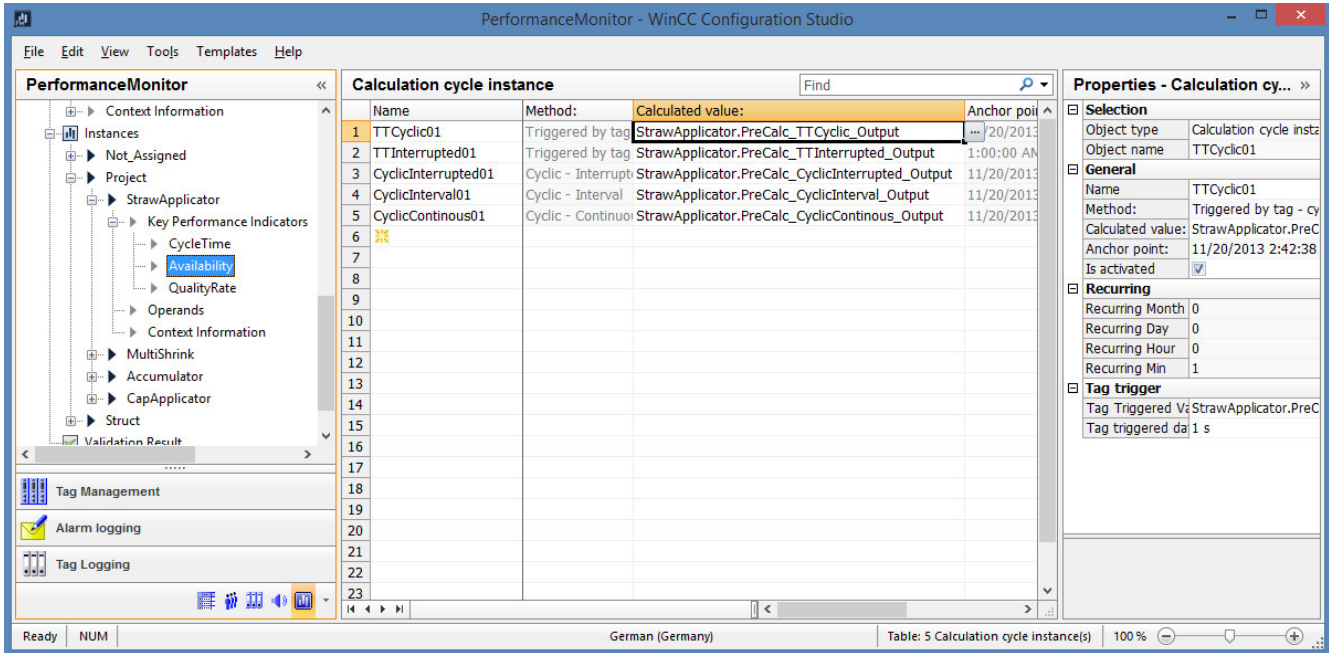 PerformanceMonitor - WinCC Configuration Studio
File Edit View Tools Templates Help
PerformanceMonitor «
Context Information
Instances
Not_Assigned
Project
StrawApplicator
Key Performance Indicators
CycleTime
Availability
QualityRate
Operands
Context Information
MultiShrink
Accumulator
CapApplicator
Struct
Validation Result
Tag Management
Alarm logging
Tag Logging
Calculation cycle instance Find
Name Method: Calculated value: Anchor poi
1 TTCyclic01 Triggered by tag StrawApplicator.PreCalc_TTCyclic_Output ... /20/2013
2 TTInterrupted01 Triggered by tag StrawApplicator.PreCalc_TTInterrupted_Output 1:00:00 AM
3 CyclicInterrupted01 Cyclic - Interrupt StrawApplicator.PreCalc_CyclicInterrupted_Output 11/20/2013
4 CyclicInterval01 Cyclic - Interval StrawApplicator.PreCalc_CyclicInterval_Output 11/20/2013
5 CyclicContinous01 Cyclic - Continuou StrawApplicator.PreCalc_CyclicContinous_Output 11/20/2013
6
7
8
9
10
11
12
13
14
15
16
17
18
19
20
21
22
23
Properties - Calculation cy... »
Selection
Object type Calculation cycle insta
Object name TTCyclic01
General
Name TTCyclic01
Method: Triggered by tag - cy
Calculated value: StrawApplicator.PreC
Anchor point: 11/20/2013 2:42:38
Is activated
Recurring
Recurring Month 0
Recurring Day 0
Recurring Hour 0
Recurring Min 1
Tag trigger
Tag Triggered Va StrawApplicator.PreC
Tag triggered da 1 s
Ready NUM German (Germany) Table: 5 Calculation cycle instance(s) 100 %